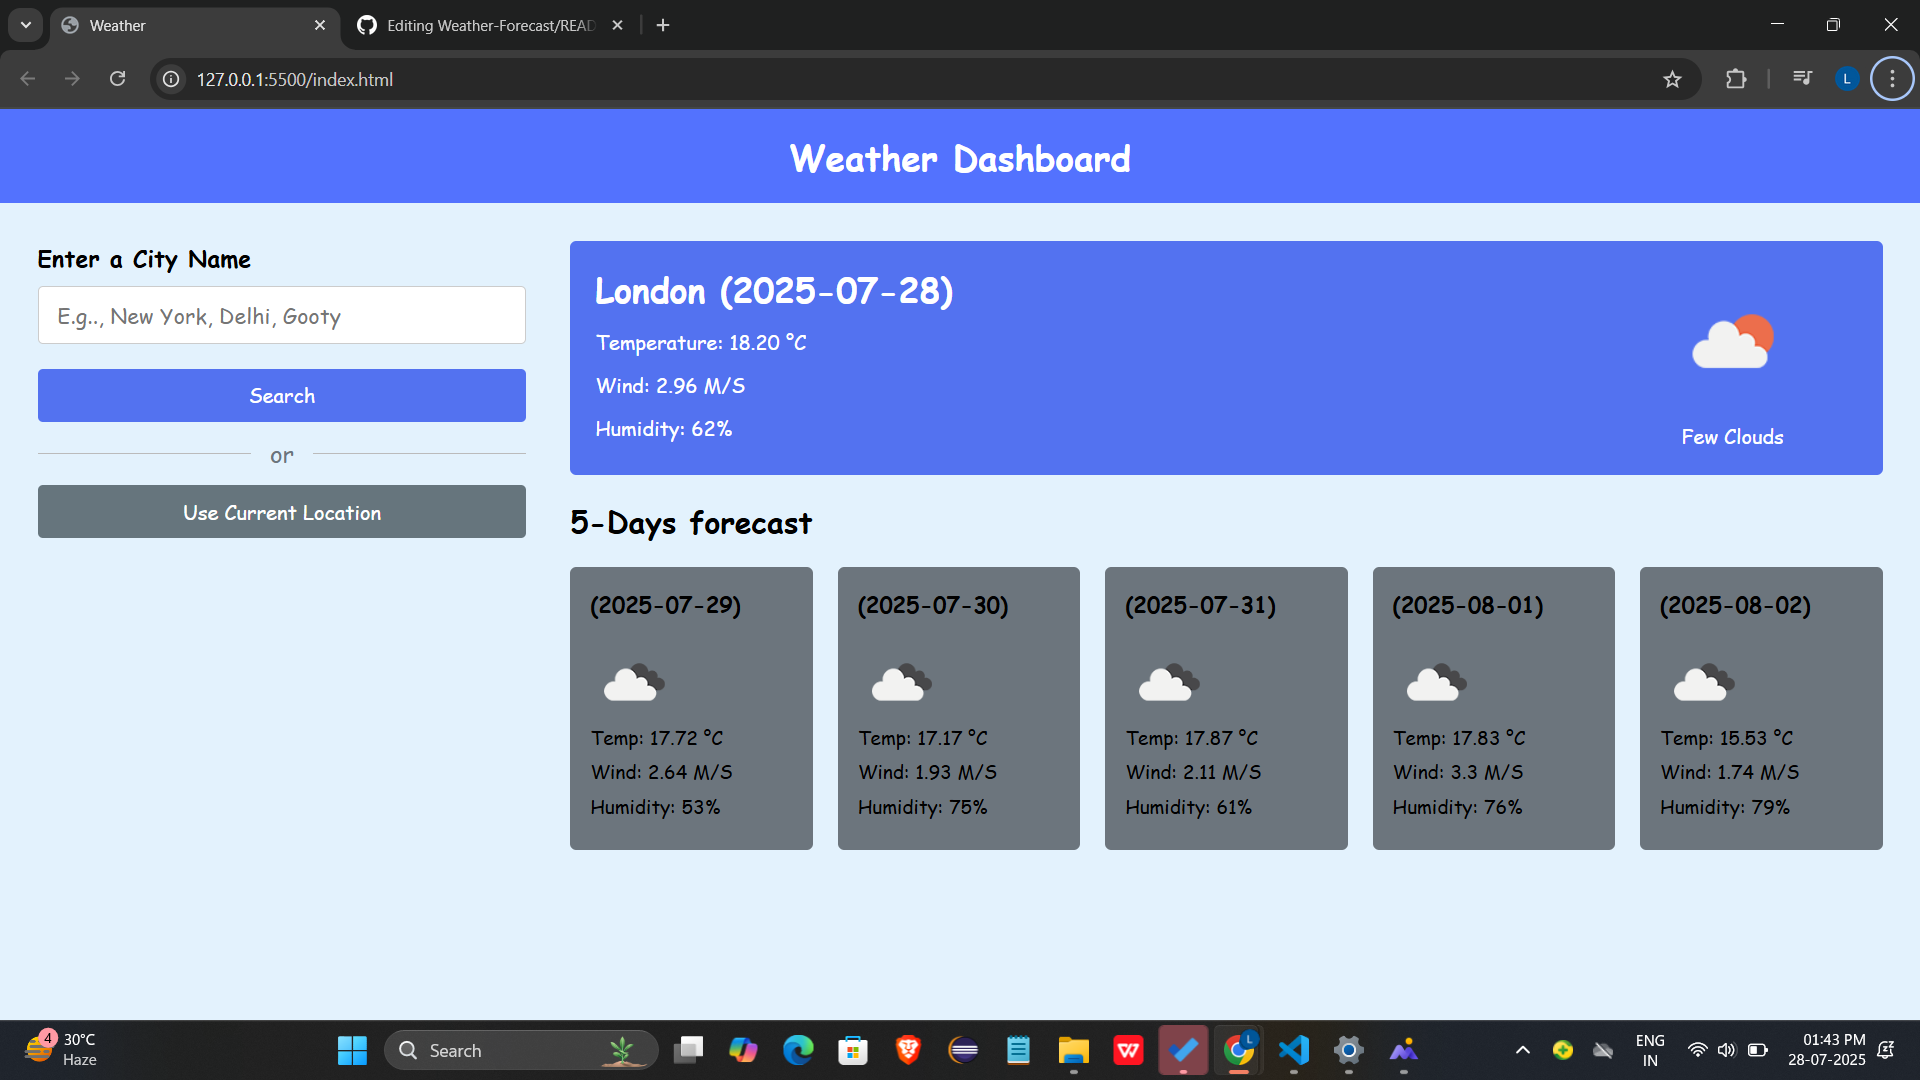 Weather
Editing Weather-Forecast/READ
127.0.0.1:5500/index.html
L
Weather Dashboard
Enter a City Name
E.g.., New York, Delhi, Gooty
Search
or
Use Current Location
London (2025-07-28)
Temperature: 18.20 °C
Wind: 2.96 M/S
Humidity: 62%
Few Clouds
5-Days forecast
(2025-07-29)
Temp: 17.72 °C
Wind: 2.64 M/S
Humidity: 53%
(2025-07-30)
Temp: 17.17 °C
Wind: 1.93 M/S
Humidity: 75%
(2025-07-31)
Temp: 17.87 °C
Wind: 2.11 M/S
Humidity: 61%
(2025-08-01)
Temp: 17.83 °C
Wind: 3.3 M/S
Humidity: 76%
(2025-08-02)
Temp: 15.53 °C
Wind: 1.74 M/S
Humidity: 79%
4
30°C
Haze
Search
W
L
ENG
IN
01:43 PM
28-07-2025